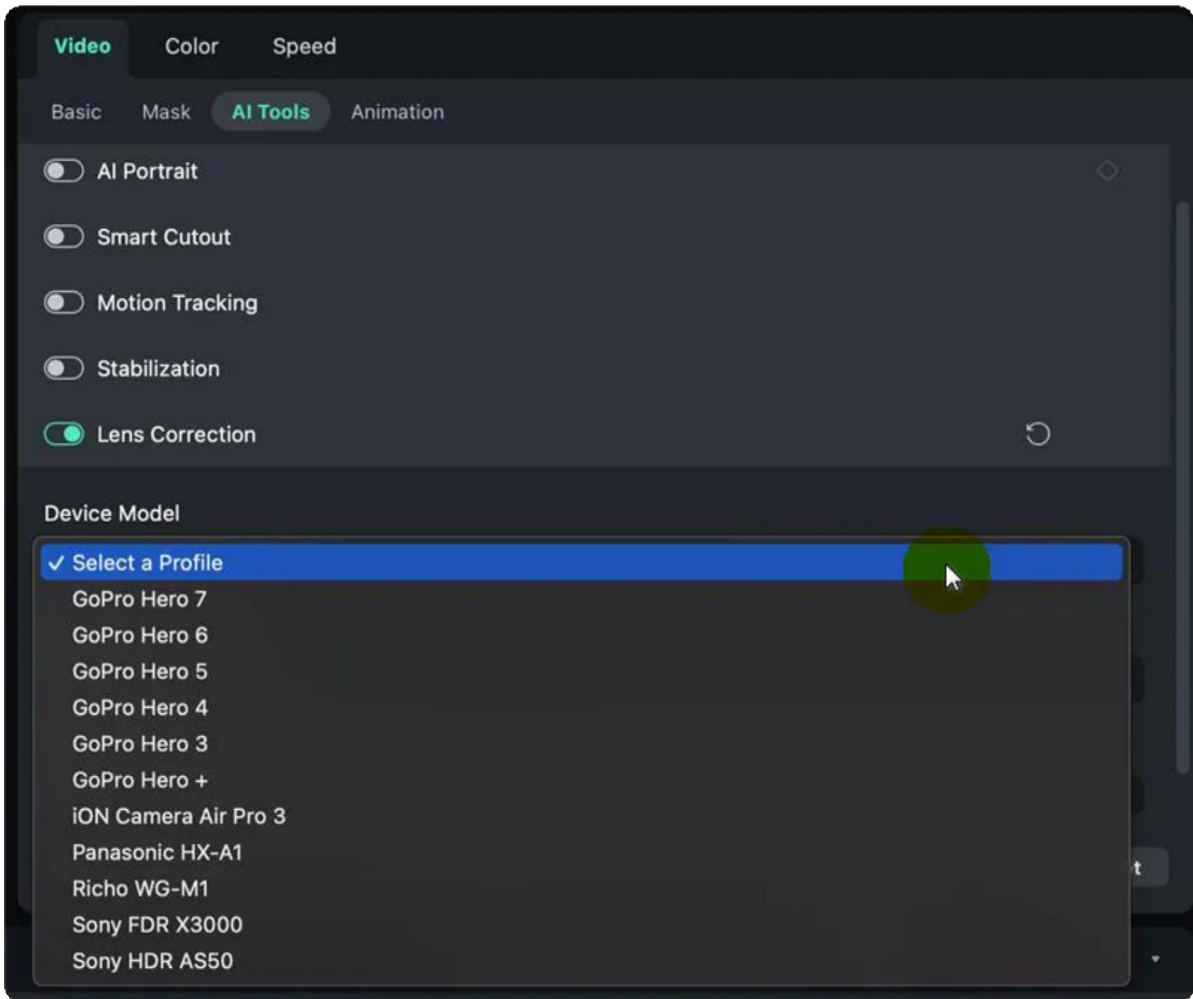 Video Color Speed
Basic Mask AI Tools Animation
AI Portrait
Smart Cutout
Motion Tracking
Stabilization
Lens Correction
Device Model
✓ Select a Profile
GoPro Hero 7
GoPro Hero 6
GoPro Hero 5
GoPro Hero 4
GoPro Hero 3
GoPro Hero +
iON Camera Air Pro 3
Panasonic HX-A1
Richo WG-M1
Sony FDR X3000
Sony HDR AS50